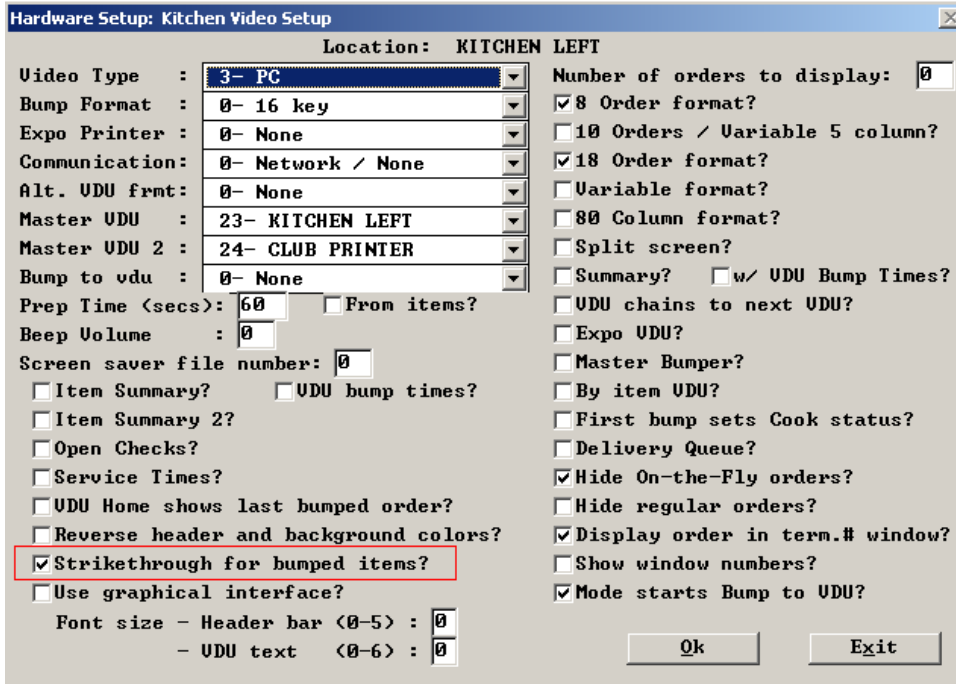 Hardware Setup: Kitchen Video Setup
Location: KITCHEN LEFT
Video Type : 3- PC
Bump Format : 0- 16 key
Expo Printer : 0- None
Communication: 0- Network / None
Alt. VDU frmt: 0- None
Master VDU : 23- KITCHEN LEFT
Master VDU 2 : 24- CLUB PRINTER
Bump to vdu : 0- None
Prep Time (secs): 60 From items?
Beep Volume : 0
Screen saver file number: 0
Item Summary? VDU bump times?
Item Summary 2?
Open Checks?
Service Times?
VDU Home shows last bumped order?
Reverse header and background colors?
Strikethrough for bumped items?
Use graphical interface?
Font size - Header bar (0-5) : 0
- VDU text (0-6) : 0
Number of orders to display: 0
8 Order format?
10 Orders / Variable 5 column?
18 Order format?
Variable format?
80 Column format?
Split screen?
Summary? w/ VDU Bump Times?
VDU chains to next VDU?
Expo VDU?
Master Bumper?
By item VDU?
First bump sets Cook status?
Delivery Queue?
Hide On-the-Fly orders?
Hide regular orders?
Display order in term.# window?
Show window numbers?
Mode starts Bump to VDU?
Ok Exit